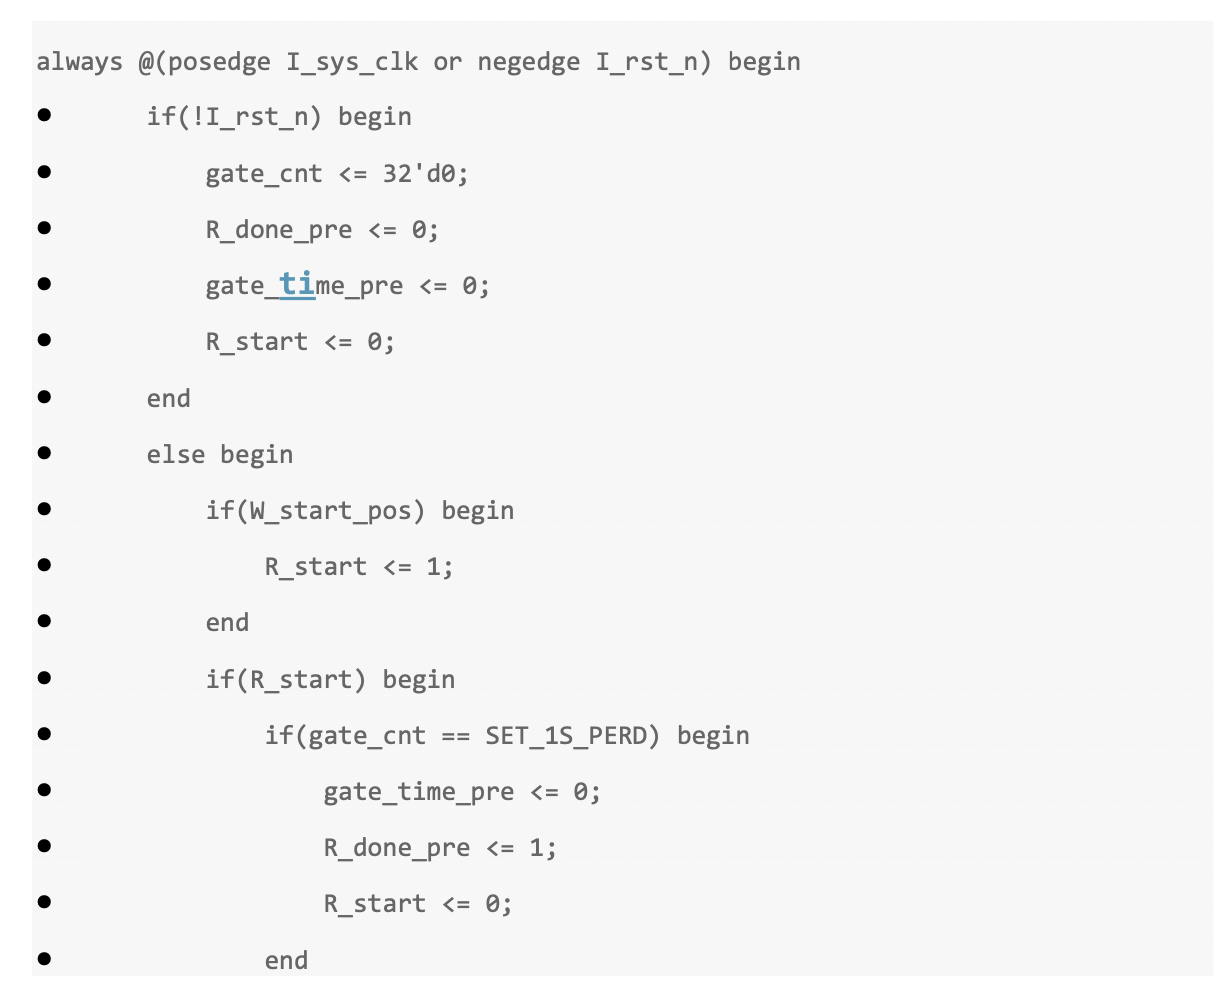 always @(posedge I_sys_clk or negedge I_rst_n) begin
● if(!I_rst_n) begin
● gate_cnt <= 32'd0;
● R_done_pre <= 0;
● gate_time_pre <= 0;
● R_start <= 0;
● end
● else begin
● if(W_start_pos) begin
● R_start <= 1;
● end
● if(R_start) begin
● if(gate_cnt == SET_1S_PERD) begin
● gate_time_pre <= 0;
● R_done_pre <= 1;
● R_start <= 0;
● end